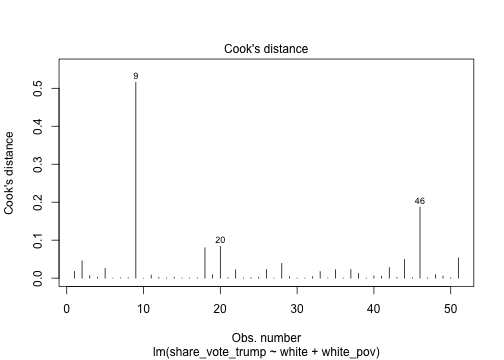 Cook's distance
Cook's distance
0.5
0.4
0.3
0.2
0.1
0.0
9
20
46
0 10 20 30 40 50
Obs. number
lm(share_vote_trump ~ white + white_pov)